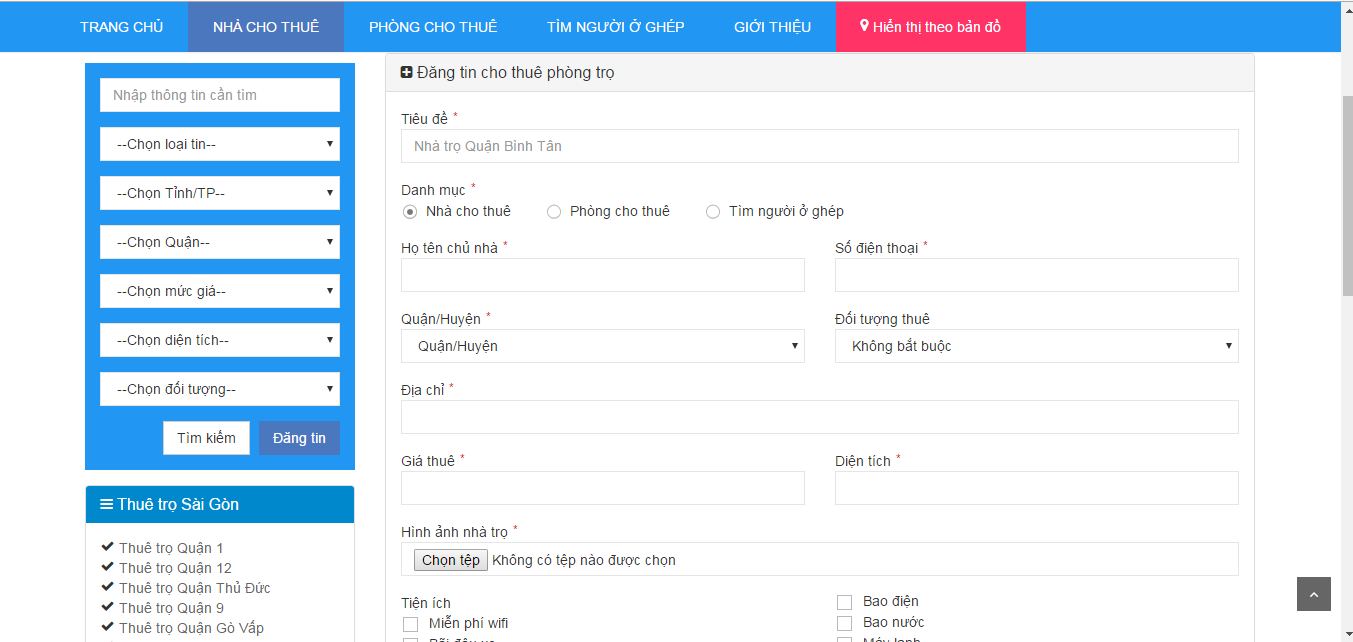 TRANG CHỦ NHÀ CHO THUÊ PHÒNG CHO THUÊ TÌM NGƯỜI Ở GHÉP GIỚI THIỆU Hiển thị theo bản đồ
Nhập thông tin cần tìm
--Chọn loại tin--
--Chọn Tỉnh/TP--
--Chọn Quận--
--Chọn mức giá--
--Chọn diện tích--
--Chọn đối tượng--
Tìm kiếm Đăng tin
Thuê trọ Sài Gòn
Thuê trọ Quận 1
Thuê trọ Quận 12
Thuê trọ Quận Thủ Đức
Thuê trọ Quận 9
Thuê trọ Quận Gò Vấp
Đăng tin cho thuê phòng trọ
Tiêu đề *
Nhà trọ Quận Bình Tân
Danh mục *
Nhà cho thuê Phòng cho thuê Tìm người ở ghép
Họ tên chủ nhà * Số điện thoại *
Quận/Huyện * Đối tượng thuê
Quận/Huyện Không bắt buộc
Địa chỉ *
Giá thuê * Diện tích *
Hình ảnh nhà trọ *
Chọn tệp Không có tệp nào được chọn
Tiện ích Bao điện
Miễn phí wifi Bao nước